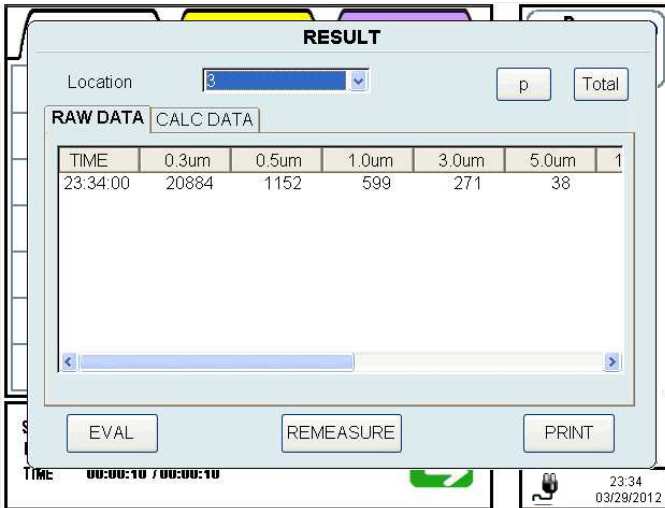 RESULT
Location 3 p Total
RAW DATA CALC DATA
TIME 0.3um 0.5um 1.0um 3.0um 5.0um 1
23:34:00 20884 1152 599 271 38
EVAL REMEASURE PRINT
TIME 00:00:10 / 00:00:10
23:34
03/29/2012